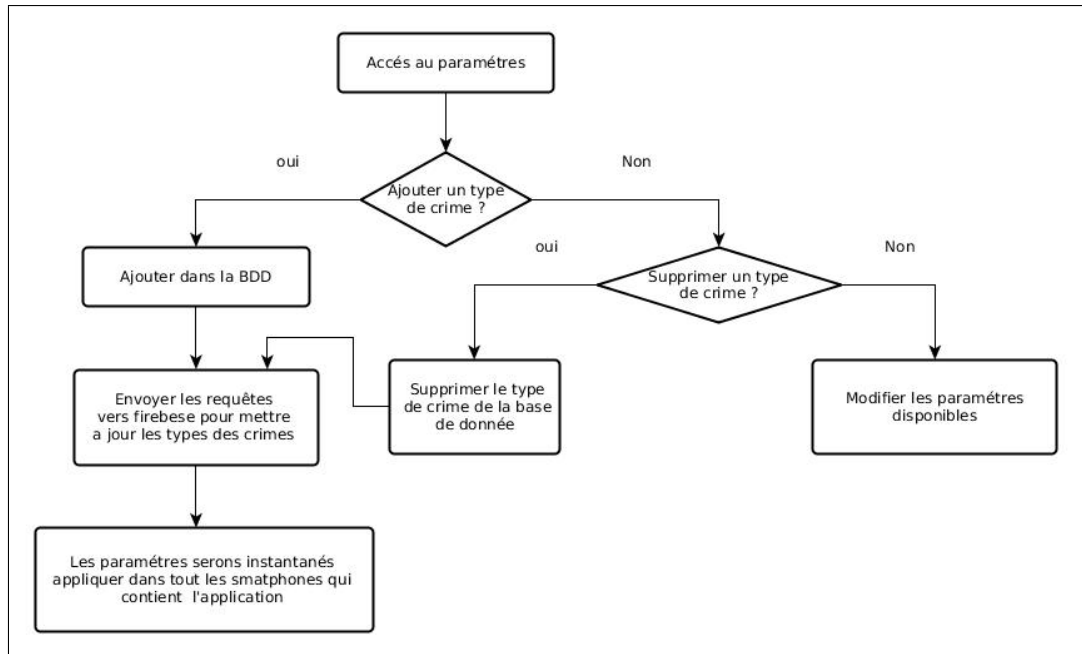 Accés au paramétres
oui
Non
Ajouter un type
de crime ?
oui
Non
Ajouter dans la BDD
Supprimer un type
de crime ?
Envoyer les requêtes
vers firebese pour mettre
a jour les types des crimes
Supprimer le type
de crime de la base
de donnée
Modifier les paramétres
disponibles
Les paramétres serons instantanés
appliquer dans tout les smatphones qui
contient l'application